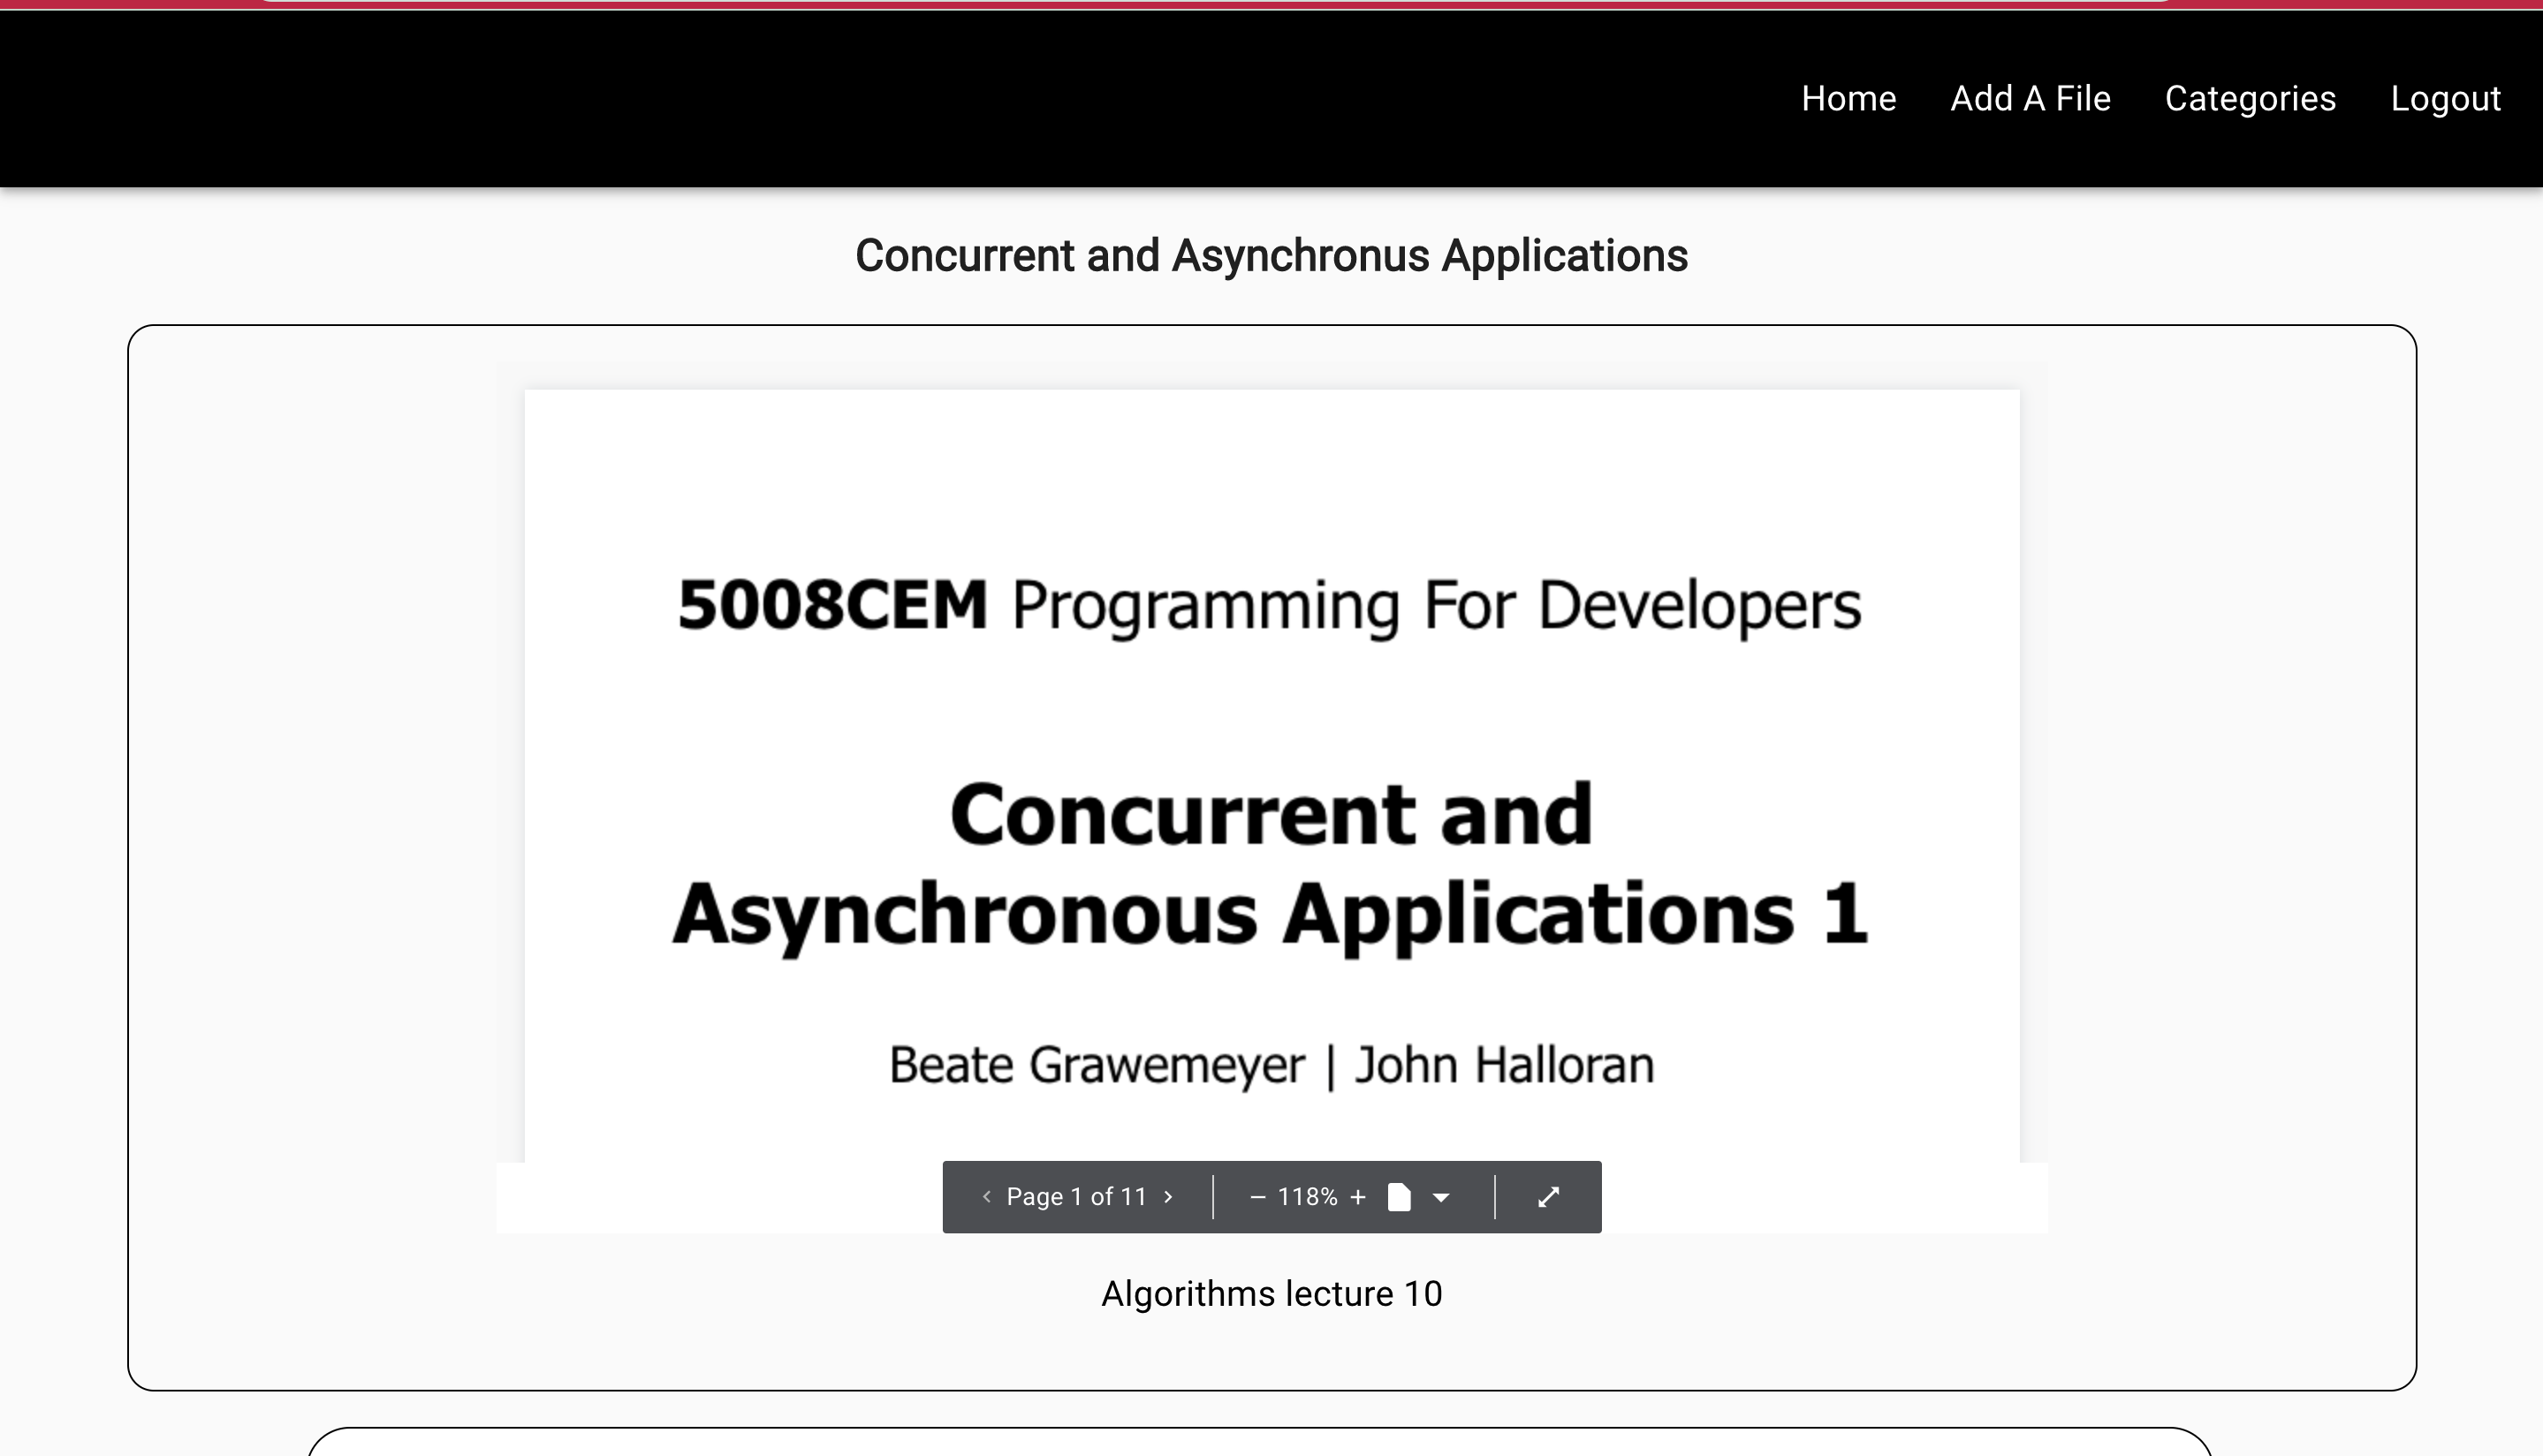 Home Add A File Categories Logout
Concurrent and Asynchronus Applications
5008CEM Programming For Developers
Concurrent and
Asynchronous Applications 1
Beate Grawemeyer | John Halloran
Page 1 of 11 118%
Algorithms lecture 10